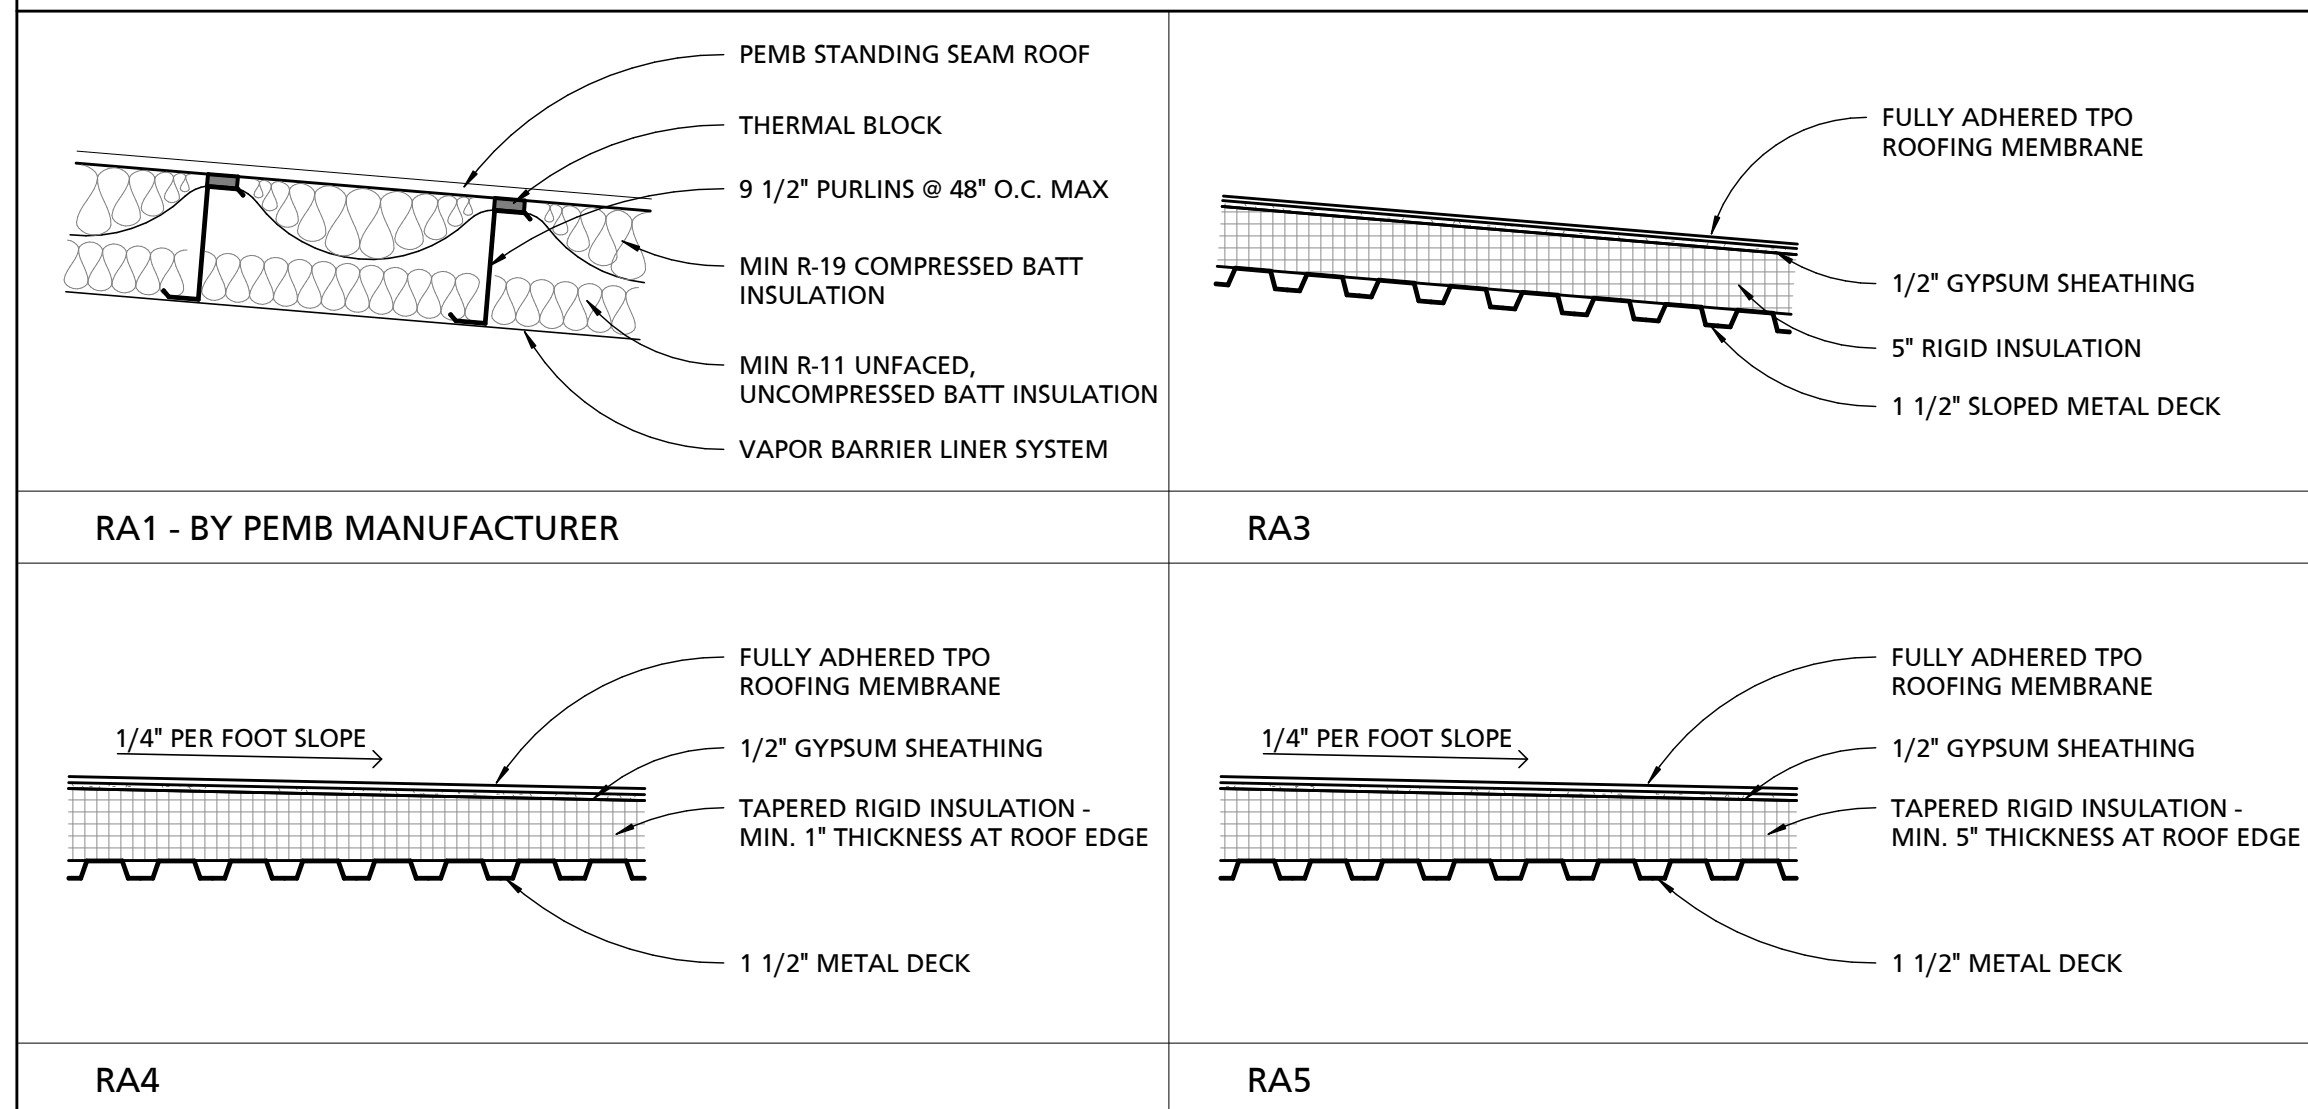 PEMB STANDING SEAM ROOF
THERMAL BLOCK
9 1/2" PURLINS @ 48" O.C. MAX
MIN R-19 COMPRESSED BATT
INSULATION
MIN R-11 UNFACED,
UNCOMPRESSED BATT INSULATION
VAPOR BARRIER LINER SYSTEM
RA1 - BY PEMB MANUFACTURER
FULLY ADHERED TPO
ROOFING MEMBRANE
1/2" GYPSUM SHEATHING
5" RIGID INSULATION
1 1/2" SLOPED METAL DECK
RA3
1/4" PER FOOT SLOPE
FULLY ADHERED TPO
ROOFING MEMBRANE
1/2" GYPSUM SHEATHING
TAPERED RIGID INSULATION -
MIN. 1" THICKNESS AT ROOF EDGE
1 1/2" METAL DECK
RA4
1/4" PER FOOT SLOPE
FULLY ADHERED TPO
ROOFING MEMBRANE
1/2" GYPSUM SHEATHING
TAPERED RIGID INSULATION -
MIN. 5" THICKNESS AT ROOF EDGE
1 1/2" METAL DECK
RA5